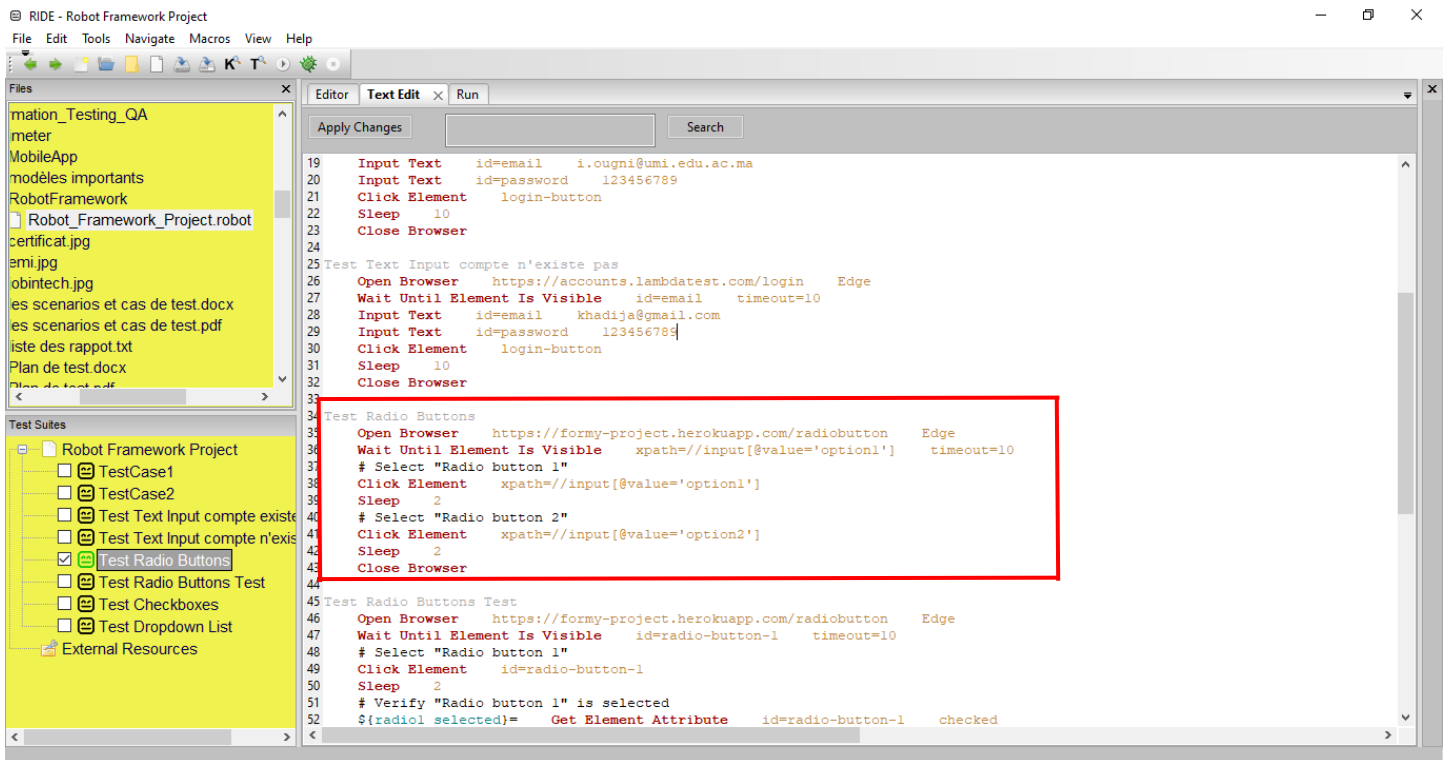 RIDE - Robot Framework Project
File Edit Tools Navigate Macros View Help
Files
Editor Text Edit Run
Apply Changes Search
mation_Testing_QA
meter
MobileApp
modèles importants
RobotFramework
Robot_Framework_Project.robot
certificat.jpg
emi.jpg
obintech.jpg
es scenarios et cas de test.docx
es scenarios et cas de test.pdf
iste des rappot.txt
Plan de test.docx
Plan de test.pdf
Test Suites
Robot Framework Project
TestCase1
TestCase2
Test Text Input compte existe
Test Text Input compte n'exis
Test Radio Buttons
Test Radio Buttons Test
Test Checkboxes
Test Dropdown List
External Resources
19 Input Text id=email i.ougni@umi.edu.ac.ma
20 Input Text id=password 123456789
21 Click Element login-button
22 Sleep 10
23 Close Browser
24
25 Test Text Input compte n'existe pas
26 Open Browser https://accounts.lambdatest.com/login Edge
27 Wait Until Element Is Visible id=email timeout=10
28 Input Text id=email khadija@gmail.com
29 Input Text id=password 123456789
30 Click Element login-button
31 Sleep 10
32 Close Browser
33
34 Test Radio Buttons
35 Open Browser https://formy-project.herokuapp.com/radiobutton Edge
36 Wait Until Element Is Visible xpath=//input[@value='option1'] timeout=10
37 # Select "Radio button 1"
38 Click Element xpath=//input[@value='option1']
39 Sleep 2
40 # Select "Radio button 2"
41 Click Element xpath=//input[@value='option2']
42 Sleep 2
43 Close Browser
44
45 Test Radio Buttons Test
46 Open Browser https://formy-project.herokuapp.com/radiobutton Edge
47 Wait Until Element Is Visible id=radio-button-1 timeout=10
48 # Select "Radio button 1"
49 Click Element id=radio-button-1
50 Sleep 2
51 # Verify "Radio button 1" is selected
52 ${radio1_selected}= Get Element Attribute id=radio-button-1 checked